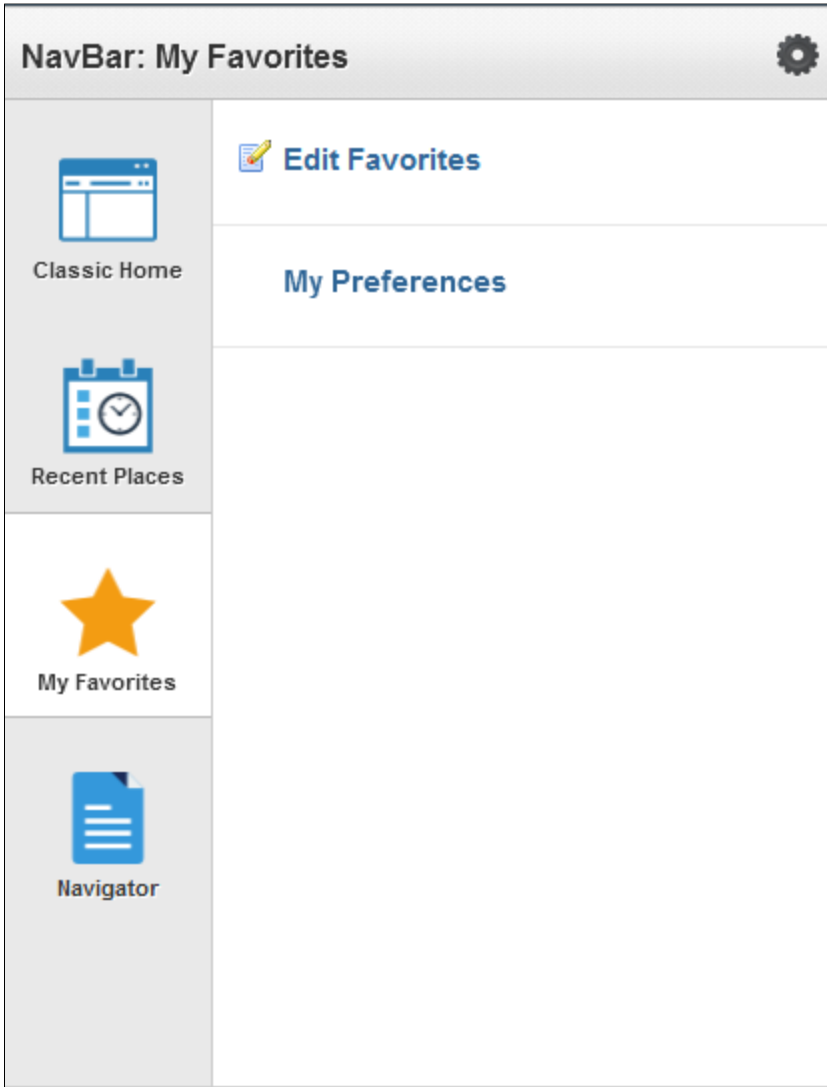 NavBar: My Favorites
Classic Home
Recent Places
My Favorites
Navigator
Edit Favorites
My Preferences